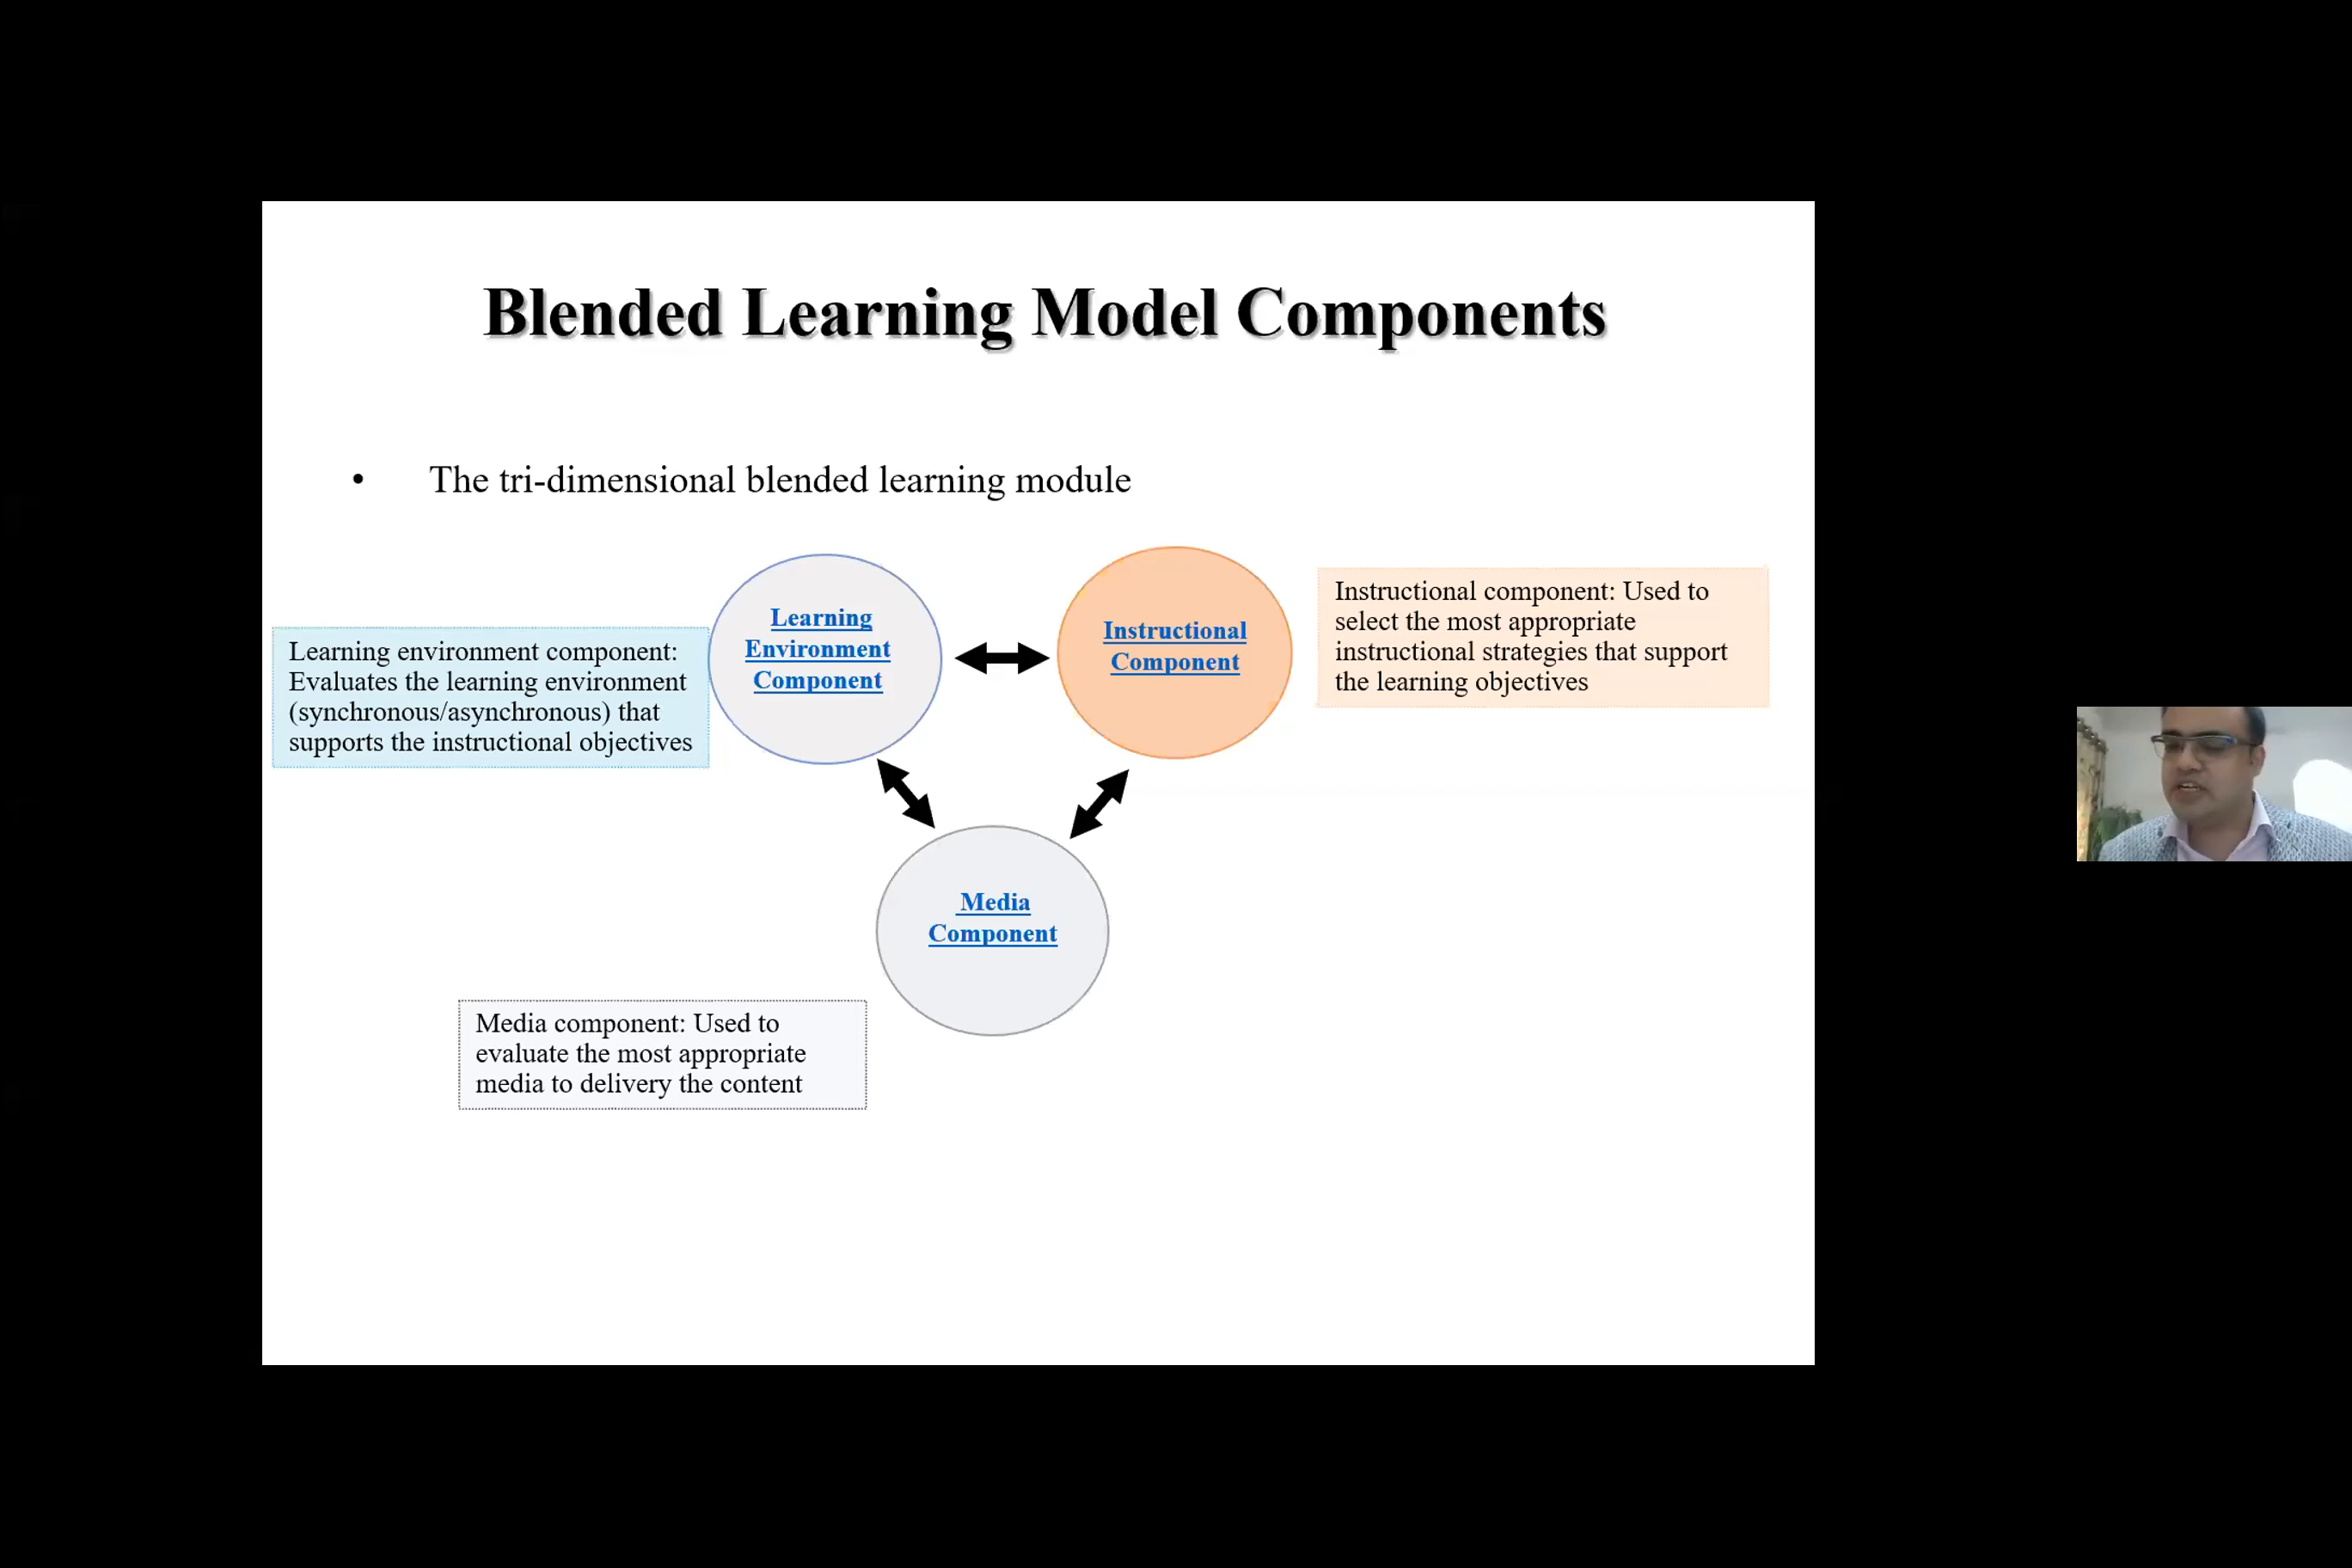 Blended Learning Model Components
• The tri-dimensional blended learning module
Learning
Environment
Component
Instructional
Component
Instructional component: Used to
select the most appropriate
instructional strategies that support
the learning objectives
Learning environment component:
Evaluates the learning environment
(synchronous/asynchronous) that
supports the instructional objectives
Media
Component
Media component: Used to
evaluate the most appropriate
media to delivery the content